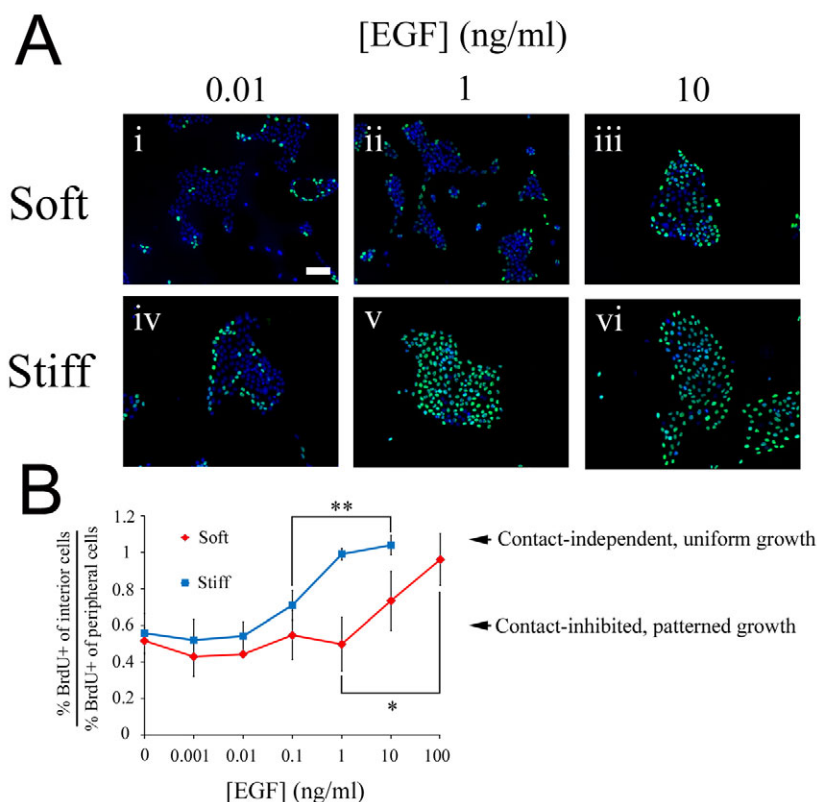 A
[EGF] (ng/ml)
0.01 1 10
Soft
i ii iii
Stiff
iv v vi
B
% BrdU+ of interior cells
% BrdU+ of peripheral cells
1.2
1
0.8
0.6
0.4
0.2
0
Soft
Stiff
**
*
0 0.001 0.01 0.1 1 10 100
[EGF] (ng/ml)
Contact-independent, uniform growth
Contact-inhibited, patterned growth